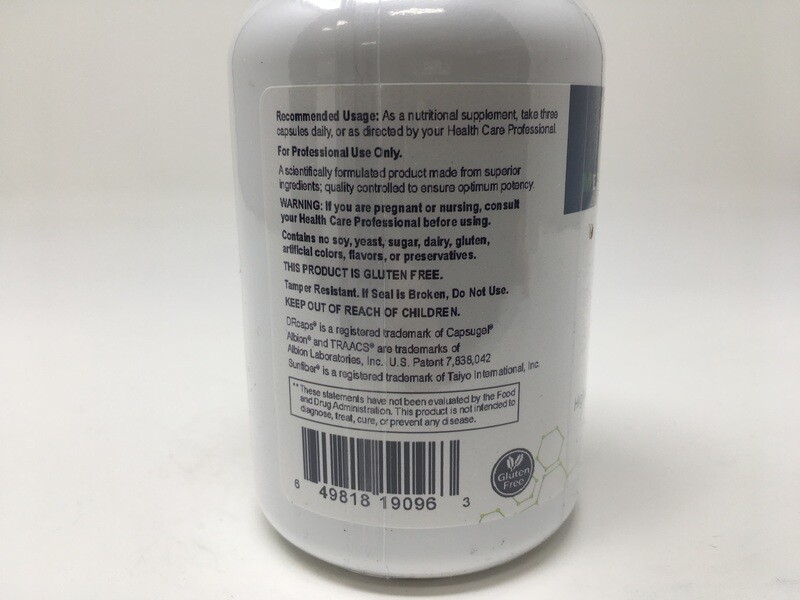 Recommended Usage: As a nutritional supplement, take three
capsules daily, or as directed by your Health Care Professional.
For Professional Use Only.
A scientifically formulated product made from superior
ingredients; quality controlled to ensure optimum potency.
WARNING: If you are pregnant or nursing, consult
your Health Care Professional before using.
Contains no soy, yeast, sugar, dairy, gluten,
artificial colors, flavors, or preservatives.
THIS PRODUCT IS GLUTEN FREE.
Tamper Resistant. If Seal is Broken, Do Not Use.
KEEP OUT OF REACH OF CHILDREN.
DRcaps® is a registered trademark of Capsugel®
Albion® and TRAACS® are trademarks of
Albion Laboratories, Inc. U.S. Patent 7,838,042
Sunfiber® is a registered trademark of Taiyo International, Inc.
**These statements have not been evaluated by the Food
and Drug Administration. This product is not intended to
diagnose, treat, cure, or prevent any disease.
6 49818 19096 3
Gluten
Free